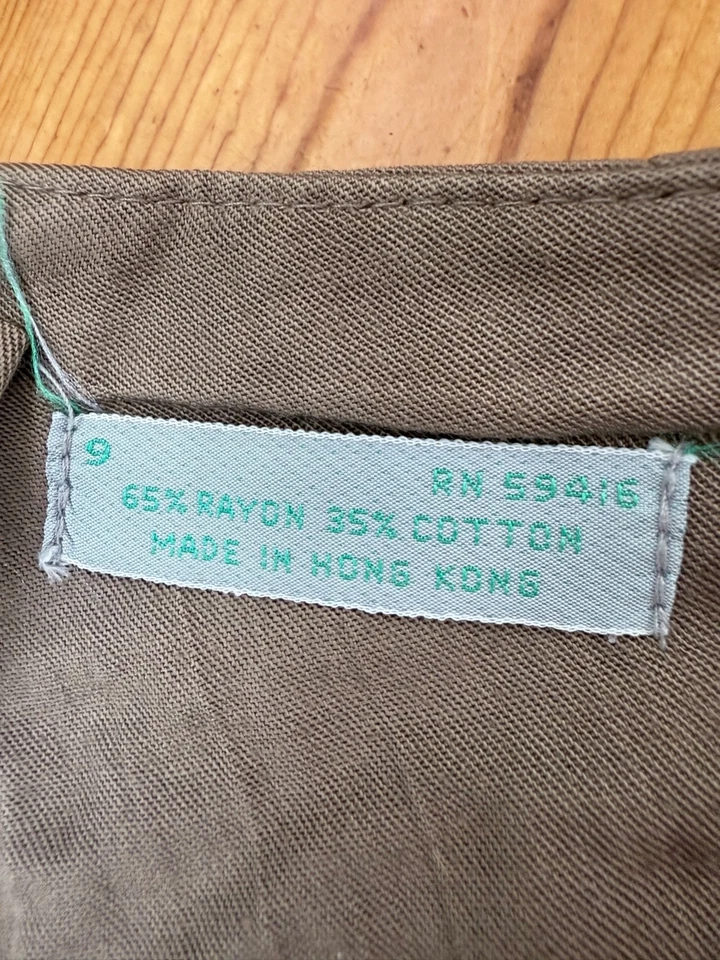 9
RN 59416
65% RAYON 35% COTTON
MADE IN HONG KONG